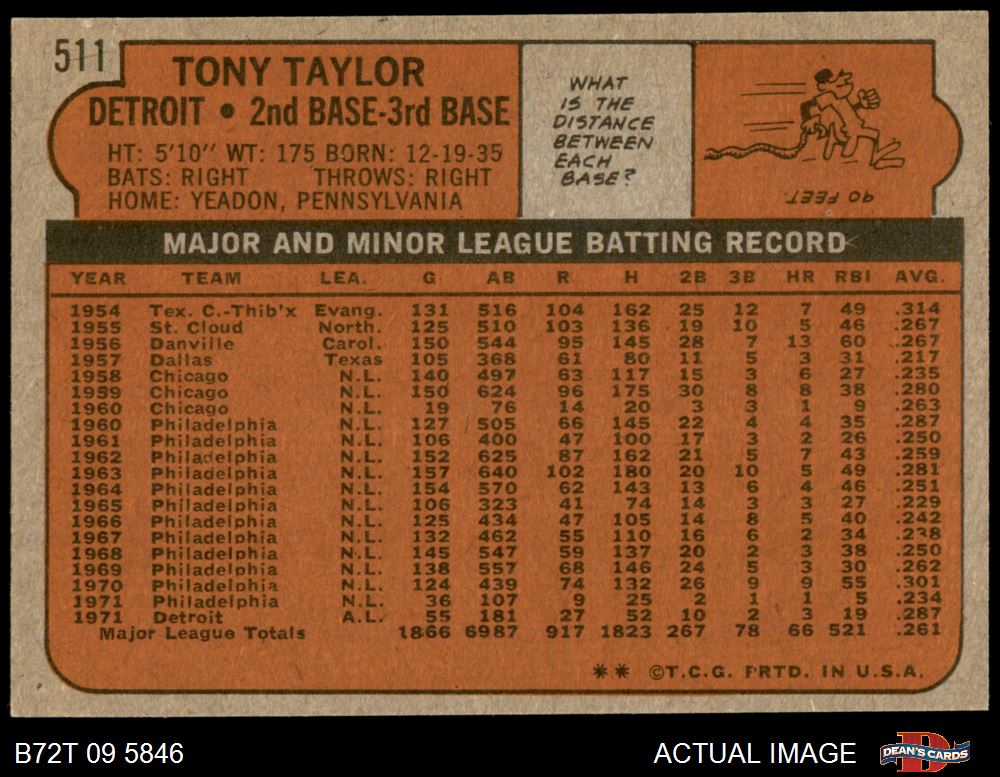 511
TONY TAYLOR
DETROIT • 2nd BASE-3rd BASE
HT: 5'10" WT: 175 BORN: 12-19-35
BATS: RIGHT THROWS: RIGHT
HOME: YEADON, PENNSYLVANIA
WHAT
IS THE
DISTANCE
BETWEEN
EACH
BASE?
90 FEET.
MAJOR AND MINOR LEAGUE BATTING RECORD
YEAR TEAM LEA. G AB R H 2B 3B HR RBI AVG.
1954 Tex. C.-Thib'x Evang. 131 516 104 162 25 12 7 49 .314
1955 St. Cloud North. 125 510 103 136 19 10 5 46 .267
1956 Danville Carol. 150 544 95 145 28 7 13 60 .267
1957 Dallas Texas 105 368 61 80 11 5 3 31 .217
1958 Chicago N.L. 140 497 63 117 15 3 6 27 .235
1959 Chicago N.L. 150 624 96 175 30 8 8 38 .280
1960 Chicago N.L. 19 76 14 20 3 3 1 9 .263
1960 Philadelphia N.L. 127 505 66 145 22 4 4 35 .287
1961 Philadelphia N.L. 106 400 47 100 17 3 2 26 .250
1962 Philadelphia N.L. 152 625 87 162 21 5 7 43 .259
1963 Philadelphia N.L. 157 640 102 180 20 10 5 49 .281
1964 Philadelphia N.L. 154 570 62 143 13 6 4 46 .251
1965 Philadelphia N.L. 106 323 41 74 14 3 3 27 .229
1966 Philadelphia N.L. 125 434 47 105 14 8 5 40 .242
1967 Philadelphia N.L. 132 462 55 110 16 6 2 34 .238
1968 Philadelphia N.L. 145 547 59 137 20 2 3 38 .250
1969 Philadelphia N.L. 138 557 68 146 24 5 3 30 .262
1970 Philadelphia N.L. 124 439 74 132 26 9 9 55 .301
1971 Philadelphia N.L. 36 107 9 25 2 1 1 5 .234
1971 Detroit A.L. 55 181 27 52 10 2 3 19 .287
Major League Totals 1866 6987 917 1823 267 78 66 521 .261
** ©T.C.G. PRTD. IN U.S.A.
B72T 09 5846
ACTUAL IMAGE
DEAN'S CARDS